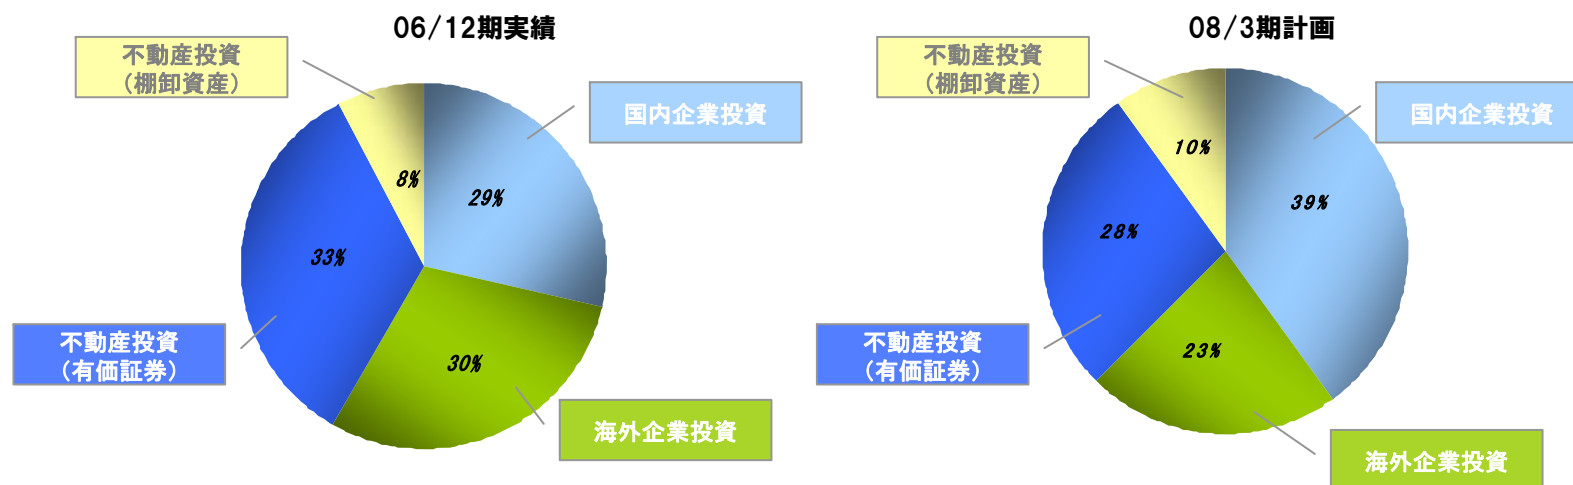 06/12期実績
不動産投資
（棚卸資産）
国内企業投資
8%
29%
33%
30%
不動産投資
（有価証券）
海外企業投資
08/3期計画
不動産投資
（棚卸資産）
国内企業投資
10%
39%
28%
23%
不動産投資
（有価証券）
海外企業投資